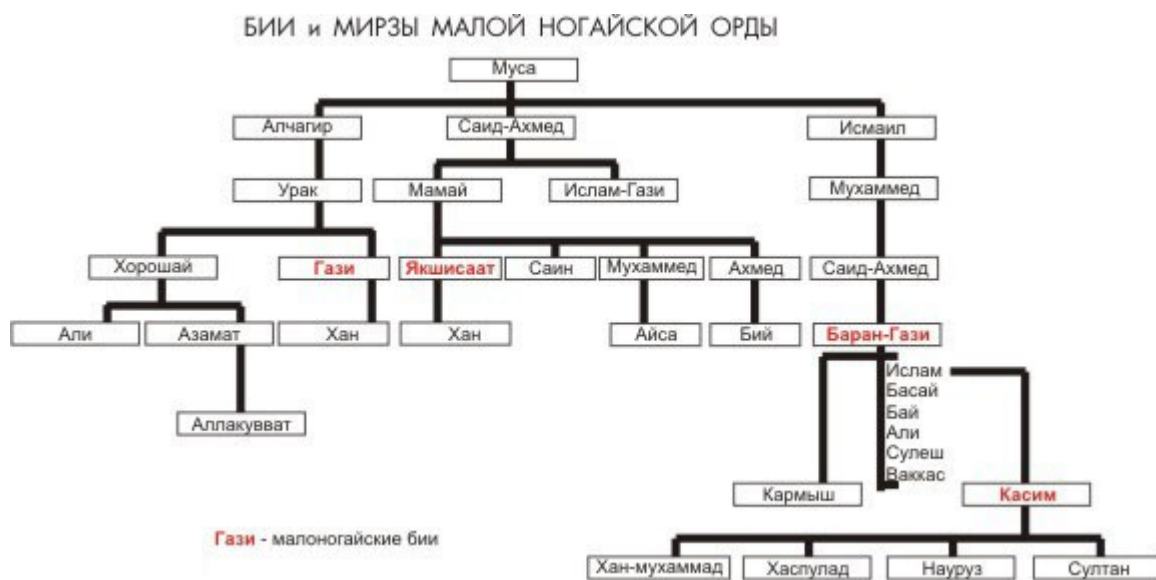 БИИ и МИРЗЫ МАЛОЙ НОГАЙСКОЙ ОРДЫ
Муса
Алчагир
Саид-Ахмед
Исмаил
Урак
Мамай
Ислам-Гази
Мухаммед
Хорошай
Гази
Якшисаат
Саин
Мухаммед
Ахмед
Саид-Ахмед
Али
Азамат
Хан
Хан
Айса
Бий
Баран-Гази
Ислам
Басай
Бай
Али
Сулеш
Ваккас
Аллакувват
Кармыш
Касим
Гази - малоногайские бии
Хан-мухаммад
Хаспулад
Науруз
Султан